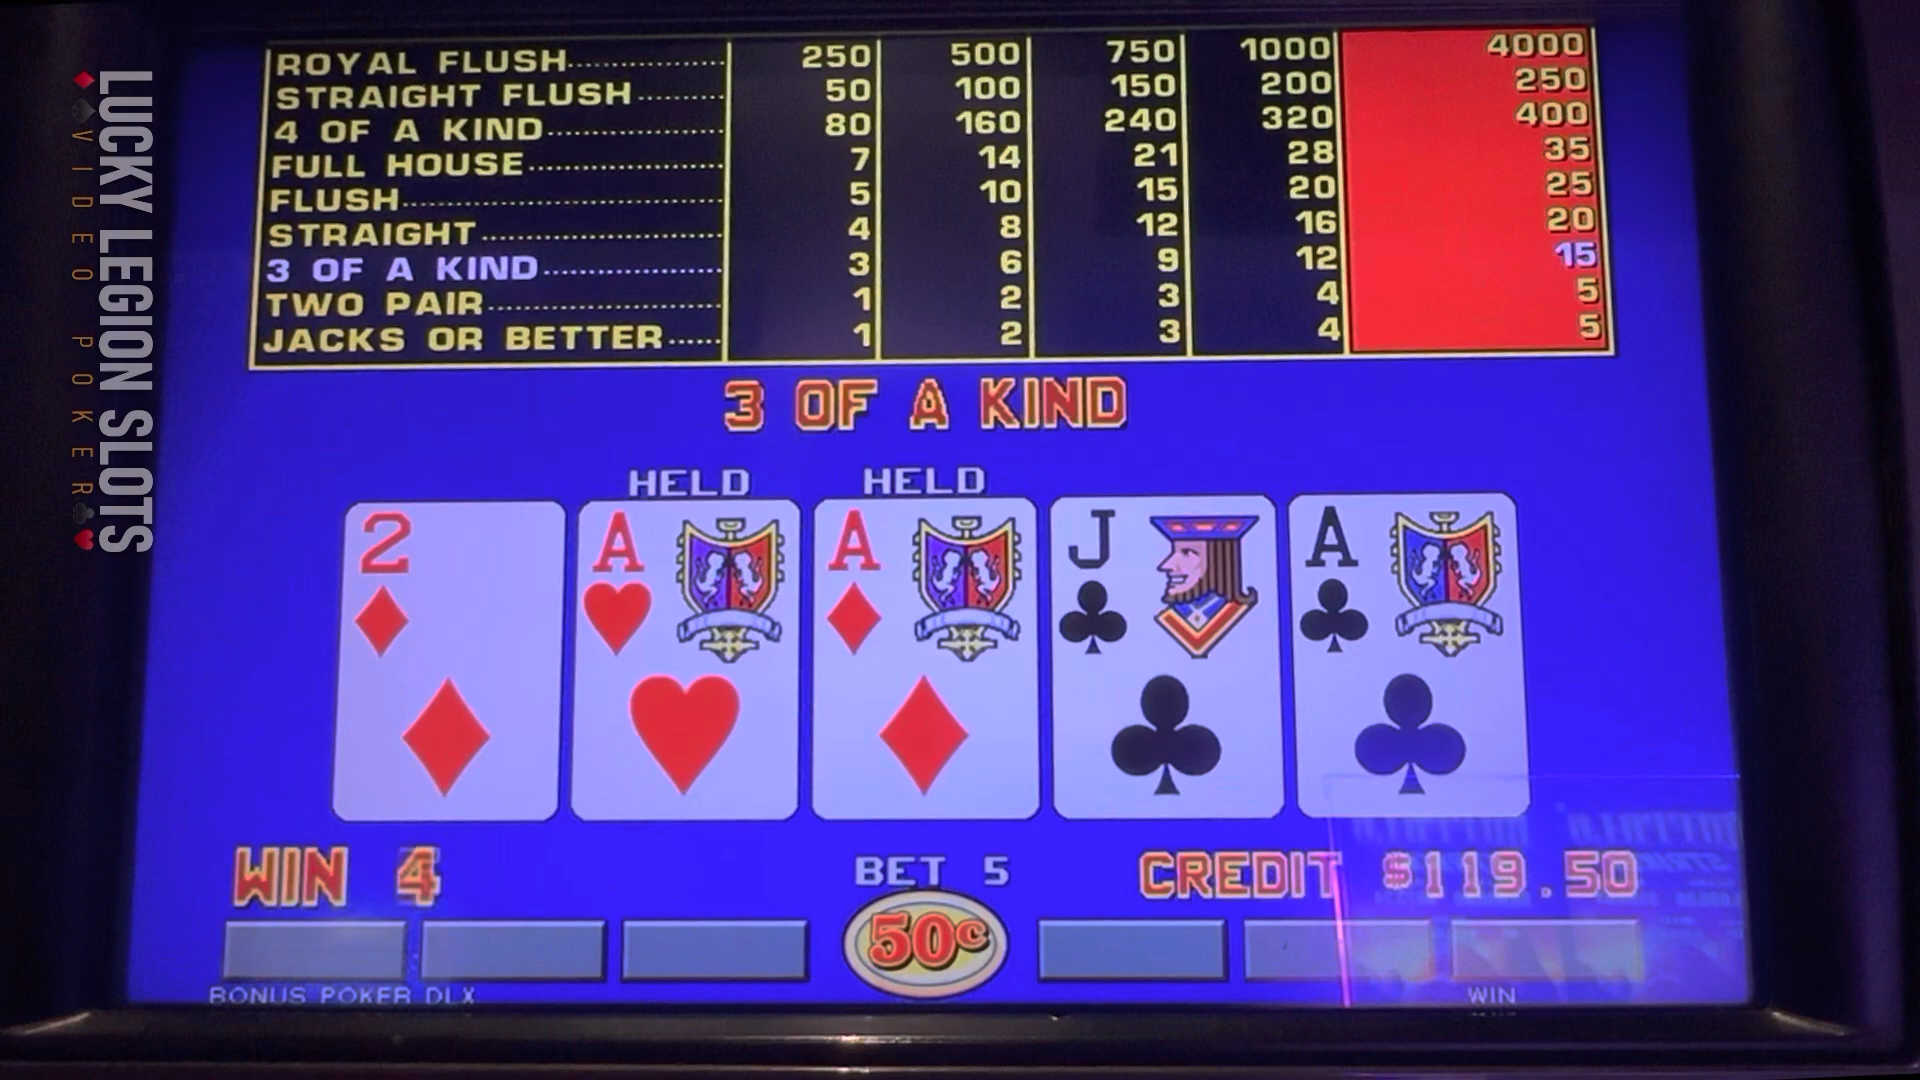 ROYAL FLUSH 250 500 750 1000 4000
STRAIGHT FLUSH 50 100 150 200 250
4 OF A KIND 80 160 240 320 400
FULL HOUSE 7 14 21 28 35
FLUSH 5 10 15 20 25
STRAIGHT 4 8 12 16 20
3 OF A KIND 3 6 9 12 15
TWO PAIR 1 2 3 4 5
JACKS OR BETTER 1 2 3 4 5
LUCKY LEGION SLOTS
VIDEO POKER
3 OF A KIND
HELD HELD
2 A A J A
WIN 4 BET 5 CREDIT $119.50
50¢
BONUS POKER DLX WIN